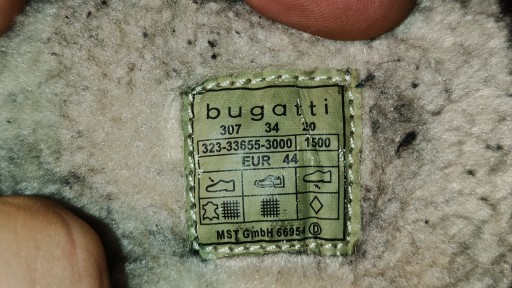 bugatti
307 34 20
323-33655-3000 1500
EUR 44
MST GmbH 66954 D